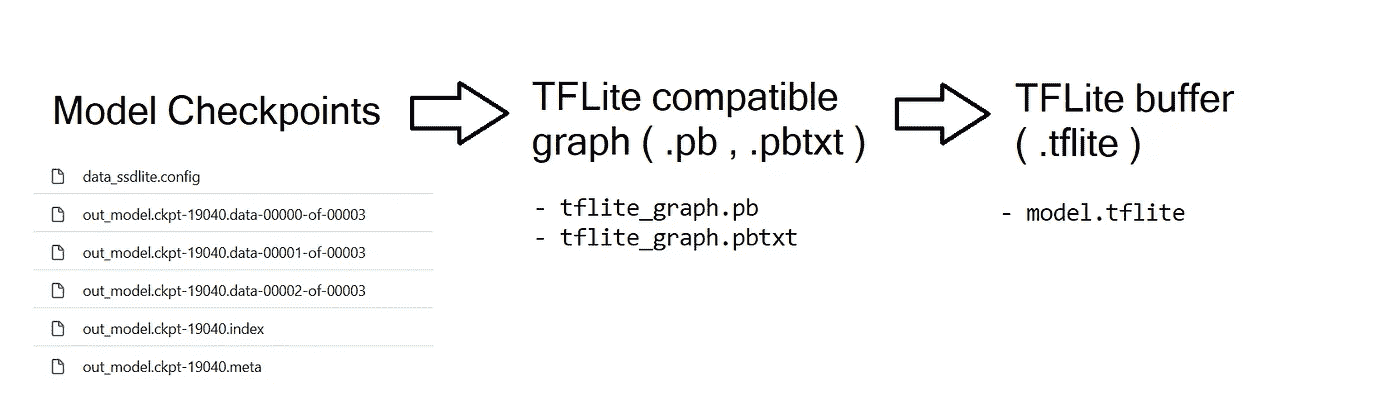 Model Checkpoints
data_ssdlite.config
out_model.ckpt-19040.data-00000-of-00003
out_model.ckpt-19040.data-00001-of-00003
out_model.ckpt-19040.data-00002-of-00003
out_model.ckpt-19040.index
out_model.ckpt-19040.meta
TFLite compatible
graph ( .pb , .pbtxt )
- tflite_graph.pb
- tflite_graph.pbtxt
TFLite buffer
( .tflite )
- model.tflite